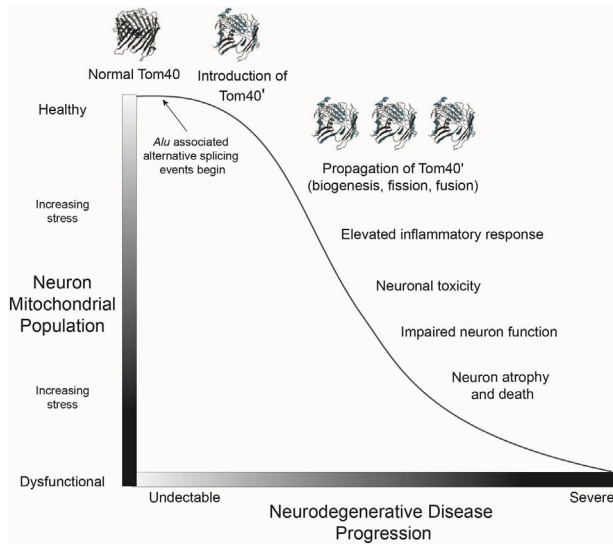 Normal Tom40
Introduction of
Tom40'
Healthy
Alu associated
alternative splicing
events begin
Propagation of Tom40'
(biogenesis, fission, fusion)
Increasing
stress
Elevated inflammatory response
Neuron
Mitochondrial
Population
Neuronal toxicity
Impaired neuron function
Increasing
stress
Neuron atrophy
and death
Dysfunctional
Undectable
Severe
Neurodegenerative Disease
Progression